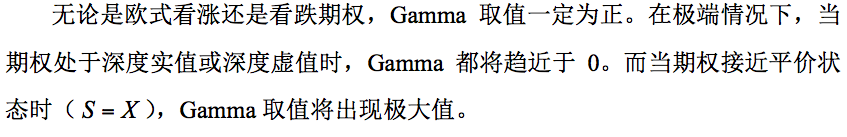 无论是欧式看涨还是看跌期权，Gamma 取值一定为正。在极端情况下，当
期权处于深度实值或深度虚值时，Gamma 都将趋近于 0。而当期权接近平价状
态时（S = X），Gamma 取值将出现极大值。